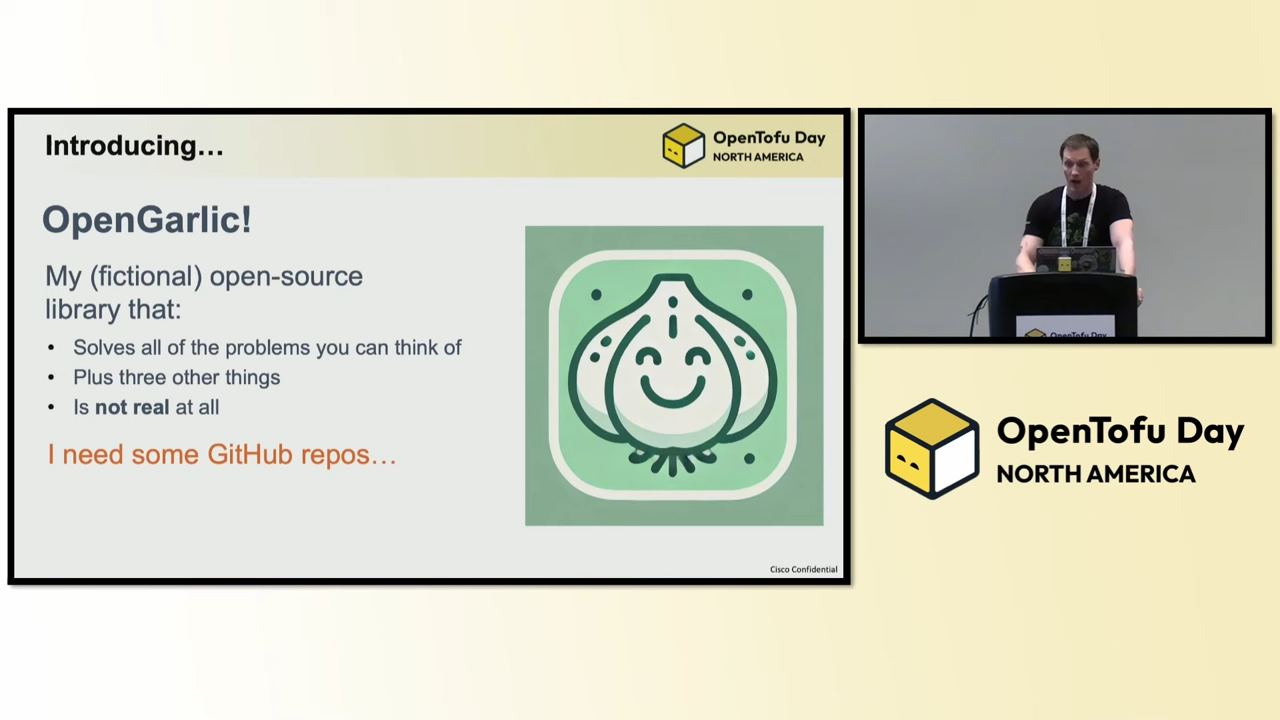 Introducing…
OpenTofu Day
NORTH AMERICA
OpenGarlic!
My (fictional) open-source
library that:
• Solves all of the problems you can think of
• Plus three other things
• Is not real at all
I need some GitHub repos…
Cisco Confidential
OpenTofu Day
OpenTofu Day
NORTH AMERICA